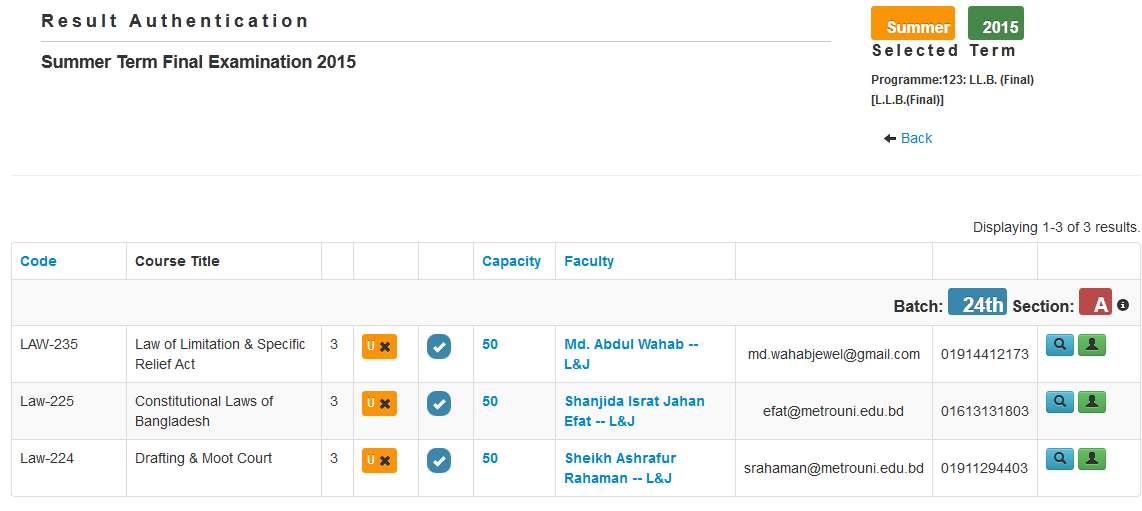 Result Authentication
Summer Term Final Examination 2015
Summer 2015
Selected Term
Programme:123: LL.B. (Final)
[L.L.B.(Final)]
Back
Displaying 1-3 of 3 results.
Code Course Title Capacity Faculty
Batch: 24th Section: A
LAW-235 Law of Limitation & Specific Relief Act 3 U 50 Md. Abdul Wahab -- L&J md.wahabjewel@gmail.com 01914412173
Law-225 Constitutional Laws of Bangladesh 3 U 50 Shanjida Israt Jahan Efat -- L&J efat@metrouni.edu.bd 01613131803
Law-224 Drafting & Moot Court 3 U 50 Sheikh Ashrafur Rahaman -- L&J srahaman@metrouni.edu.bd 01911294403